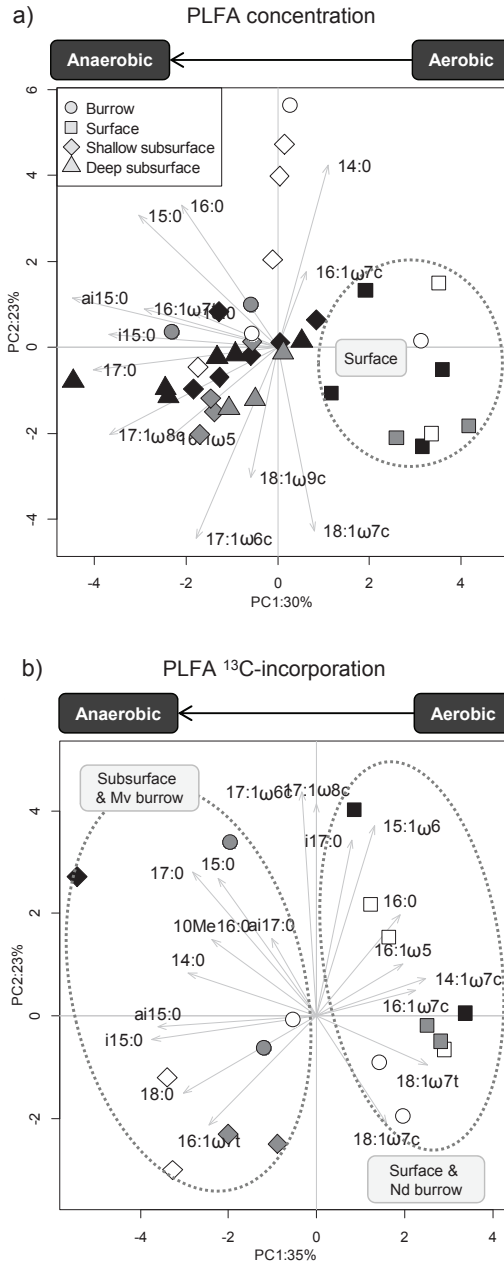 a)
PLFA concentration
Anaerobic
Aerobic
Burrow
Surface
Shallow subsurface
Deep subsurface
14:0
16:0
15:0
16:1ω7c
ai15:0
16:1ω7t
i15:0
Surface
17:0
17:1ω8c
18:1ω9c
17:1ω6c
18:1ω7c
PC2:23%
6
4
2
0
-2
-4
-4
-2
0
2
4
PC1:30%
b)
PLFA ¹³C-incorporation
Anaerobic
Aerobic
Subsurface
& Mv burrow
17:1ω6c
17:1ω8c
15:1ω6
i17:0
17:0
15:0
16:0
10Me16:0
ai17:0
16:1ω5
14:0
14:1ω7c
16:1ω7c
ai15:0
i15:0
18:1ω7t
18:0
16:1ω7t
18:1ω7c
Surface &
Nd burrow
PC2:23%
4
2
0
-2
-4
-2
0
2
4
PC1:35%